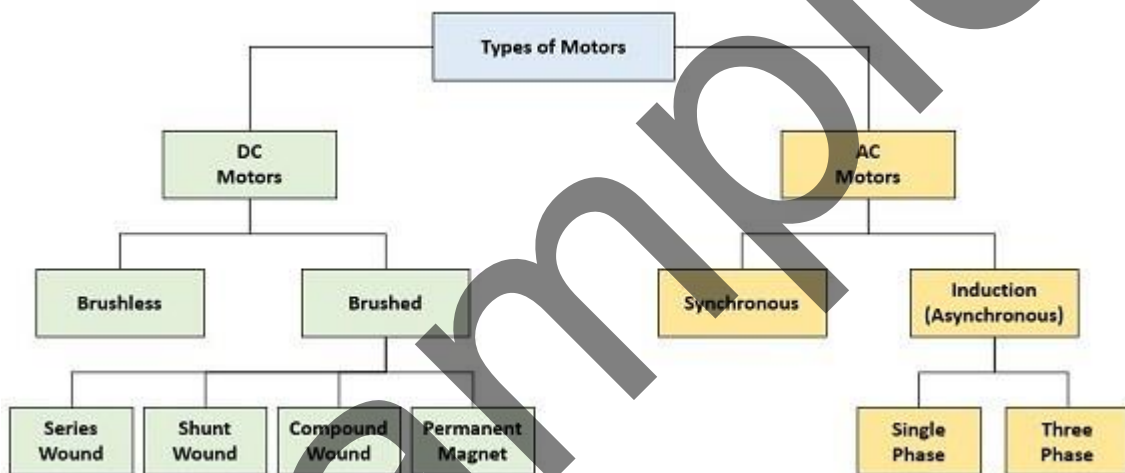 Types of Motors
DC
Motors
AC
Motors
Brushless
Brushed
Synchronous
Induction
(Asynchronous)
Series
Wound
Shunt
Wound
Compound
Wound
Permanent
Magnet
Single
Phase
Three
Phase